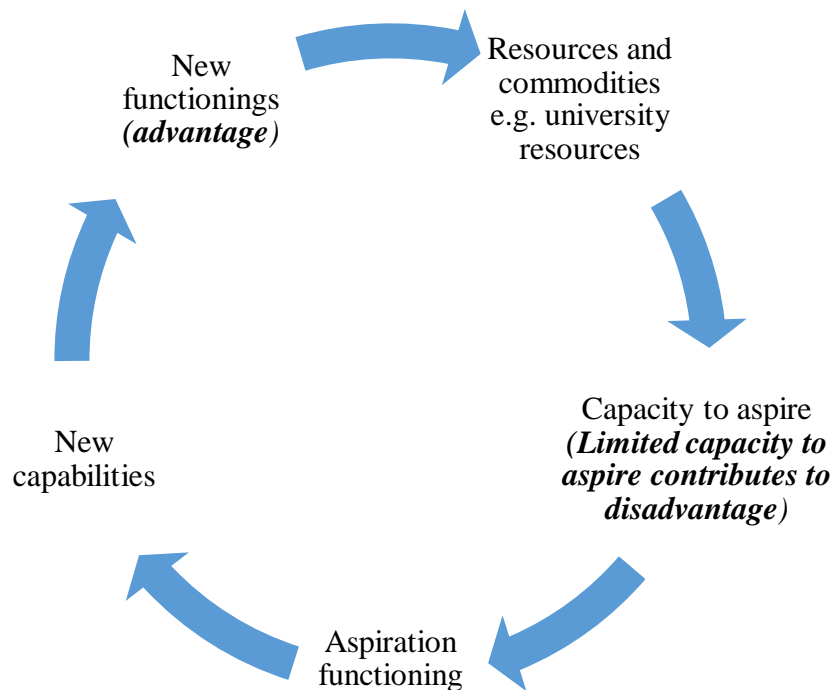 New
functionings
(advantage)
Resources and
commodities
e.g. university
resources
Capacity to aspire
(Limited capacity to
aspire contributes to
disadvantage)
Aspiration
functioning
New
capabilities